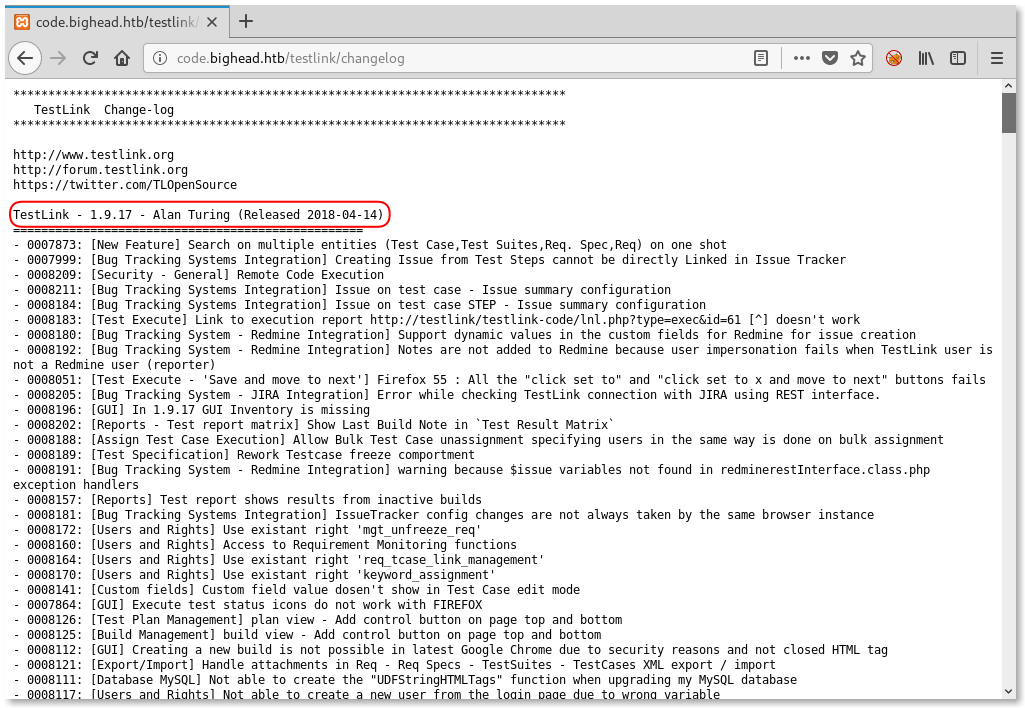 code.bighead.htb/testlink/
code.bighead.htb/testlink/changelog
*******************************************************************************
TestLink  Change-log
*******************************************************************************
http://www.testlink.org
http://forum.testlink.org
https://twitter.com/TLOpenSource
TestLink - 1.9.17 - Alan Turing (Released 2018-04-14)
==================================================
- 0007873: [New Feature] Search on multiple entities (Test Case,Test Suites,Req. Spec,Req) on one shot
- 0007999: [Bug Tracking Systems Integration] Creating Issue from Test Steps cannot be directly Linked in Issue Tracker
- 0008209: [Security - General] Remote Code Execution
- 0008211: [Bug Tracking Systems Integration] Issue on test case - Issue summary configuration
- 0008184: [Bug Tracking Systems Integration] Issue on test case STEP - Issue summary configuration
- 0008183: [Test Execute] Link to execution report http://testlink/testlink-code/lnl.php?type=exec&id=61 [^] doesn't work
- 0008180: [Bug Tracking System - Redmine Integration] Support dynamic values in the custom fields for Redmine for issue creation
- 0008192: [Bug Tracking System - Redmine Integration] Notes are not added to Redmine because user impersonation fails when TestLink user is
not a Redmine user (reporter)
- 0008051: [Test Execute - 'Save and move to next'] Firefox 55 : All the "click set to" and "click set to x and move to next" buttons fails
- 0008205: [Bug Tracking System - JIRA Integration] Error while checking TestLink connection with JIRA using REST interface.
- 0008196: [GUI] In 1.9.17 GUI Inventory is missing
- 0008202: [Reports - Test report matrix] Show Last Build Note in `Test Result Matrix`
- 0008188: [Assign Test Case Execution] Allow Bulk Test Case unassignment specifying users in the same way is done on bulk assignment
- 0008189: [Test Specification] Rework Testcase freeze comportment
- 0008191: [Bug Tracking System - Redmine Integration] warning because $issue variables not found in redminerestInterface.class.php
exception handlers
- 0008157: [Reports] Test report shows results from inactive builds
- 0008181: [Bug Tracking Systems Integration] IssueTracker config changes are not always taken by the same browser instance
- 0008172: [Users and Rights] Use existant right 'mgt_unfreeze_req'
- 0008160: [Users and Rights] Access to Requirement Monitoring functions
- 0008164: [Users and Rights] Use existant right 'req_tcase_link_management'
- 0008170: [Users and Rights] Use existant right 'keyword_assignment'
- 0008141: [Custom fields] Custom field value dosen't show in Test Case edit mode
- 0007864: [GUI] Execute test status icons do not work with FIREFOX
- 0008126: [Test Plan Management] plan view - Add control button on page top and bottom
- 0008125: [Build Management] build view - Add control button on page top and bottom
- 0008112: [GUI] Creating a new build is not possible in latest Google Chrome due to security reasons and not closed HTML tag
- 0008121: [Export/Import] Handle attachments in Req - Req Specs - TestSuites - TestCases XML export / import
- 0008111: [Database MySQL] Not able to create the "UDFStringHTMLTags" function when upgrading my MySQL database
- 0008117: [Users and Rights] Not able to create a new user from the login page due to wrong variable